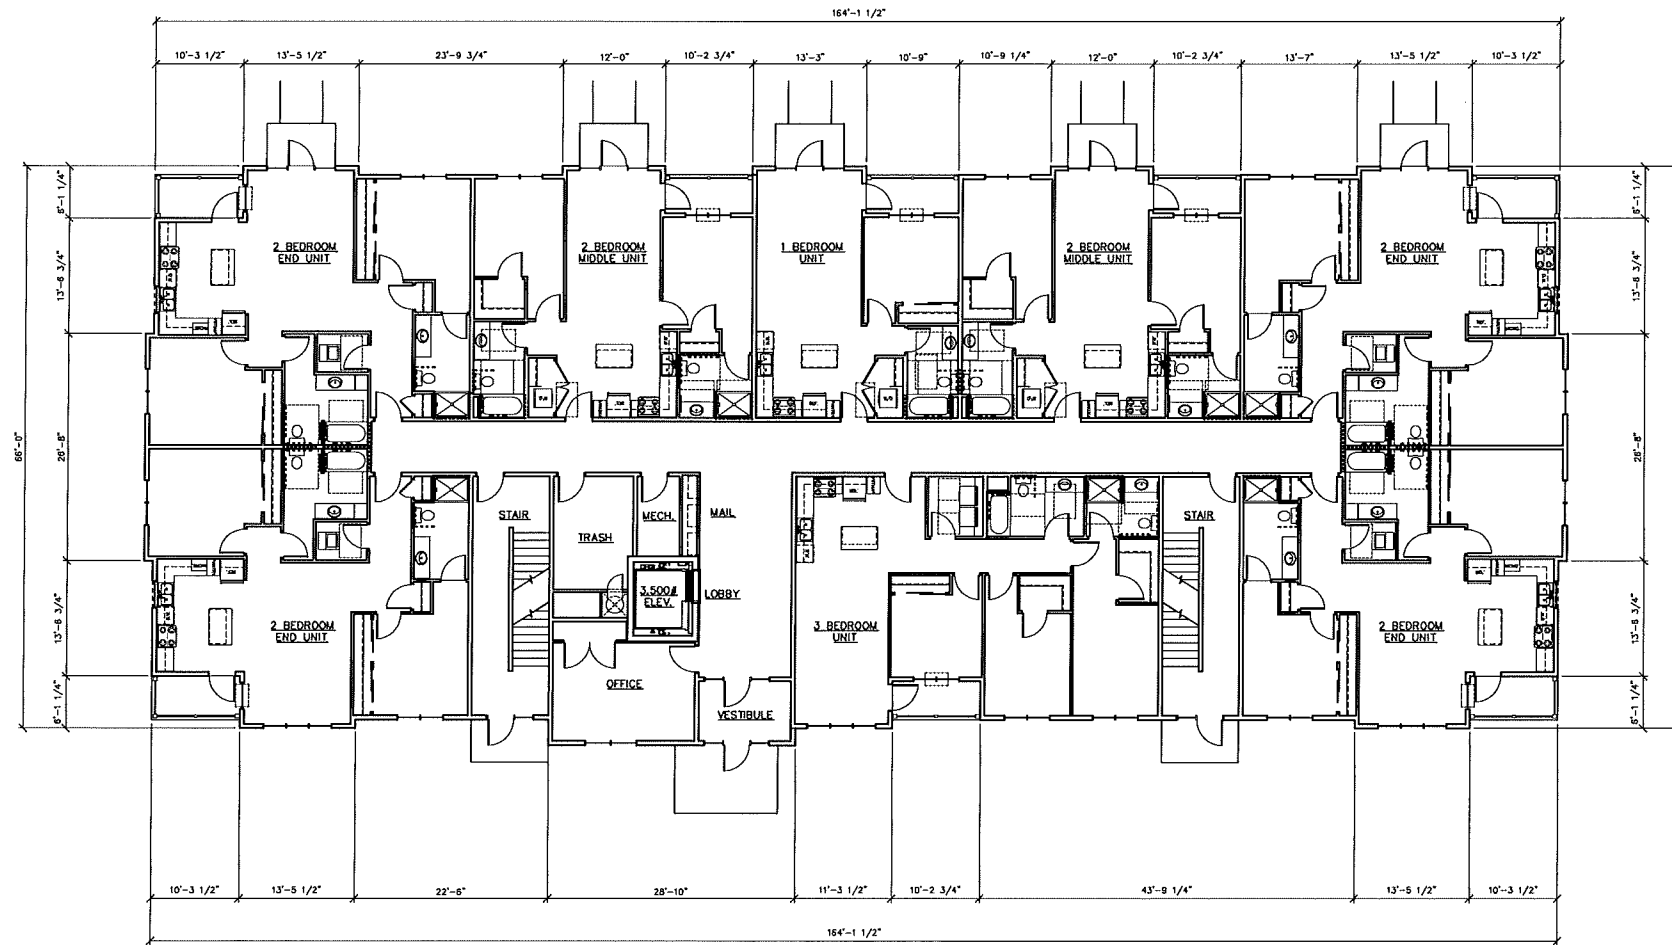 164'-1 1/2"
10'-3 1/2" 13'-5 1/2" 23'-9 3/4" 12'-0" 10'-2 3/4" 13'-3" 10'-9" 10'-9 1/4" 12'-0" 10'-2 3/4" 13'-7" 13'-5 1/2" 10'-3 1/2"
6'-1 1/4"
6'-1 1/4"
2 BEDROOM
END UNIT
2 BEDROOM
MIDDLE UNIT
1 BEDROOM
UNIT
2 BEDROOM
MIDDLE UNIT
2 BEDROOM
END UNIT
13'-6 3/4"
13'-6 3/4"
REF.
REF.
66'-0"
26'-8"
26'-8"
STAIR
TRASH
MECH.
MAIL
STAIR
3,500#
ELEV.
LOBBY
13'-6 3/4"
13'-6 3/4"
2 BEDROOM
END UNIT
3 BEDROOM
UNIT
2 BEDROOM
END UNIT
OFFICE
VESTIBULE
6'-1 1/4"
6'-1 1/4"
10'-3 1/2" 13'-5 1/2" 22'-6" 28'-10" 11'-3 1/2" 10'-2 3/4" 43'-9 1/4" 13'-5 1/2" 10'-3 1/2"
164'-1 1/2"